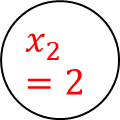 x₂
= 2